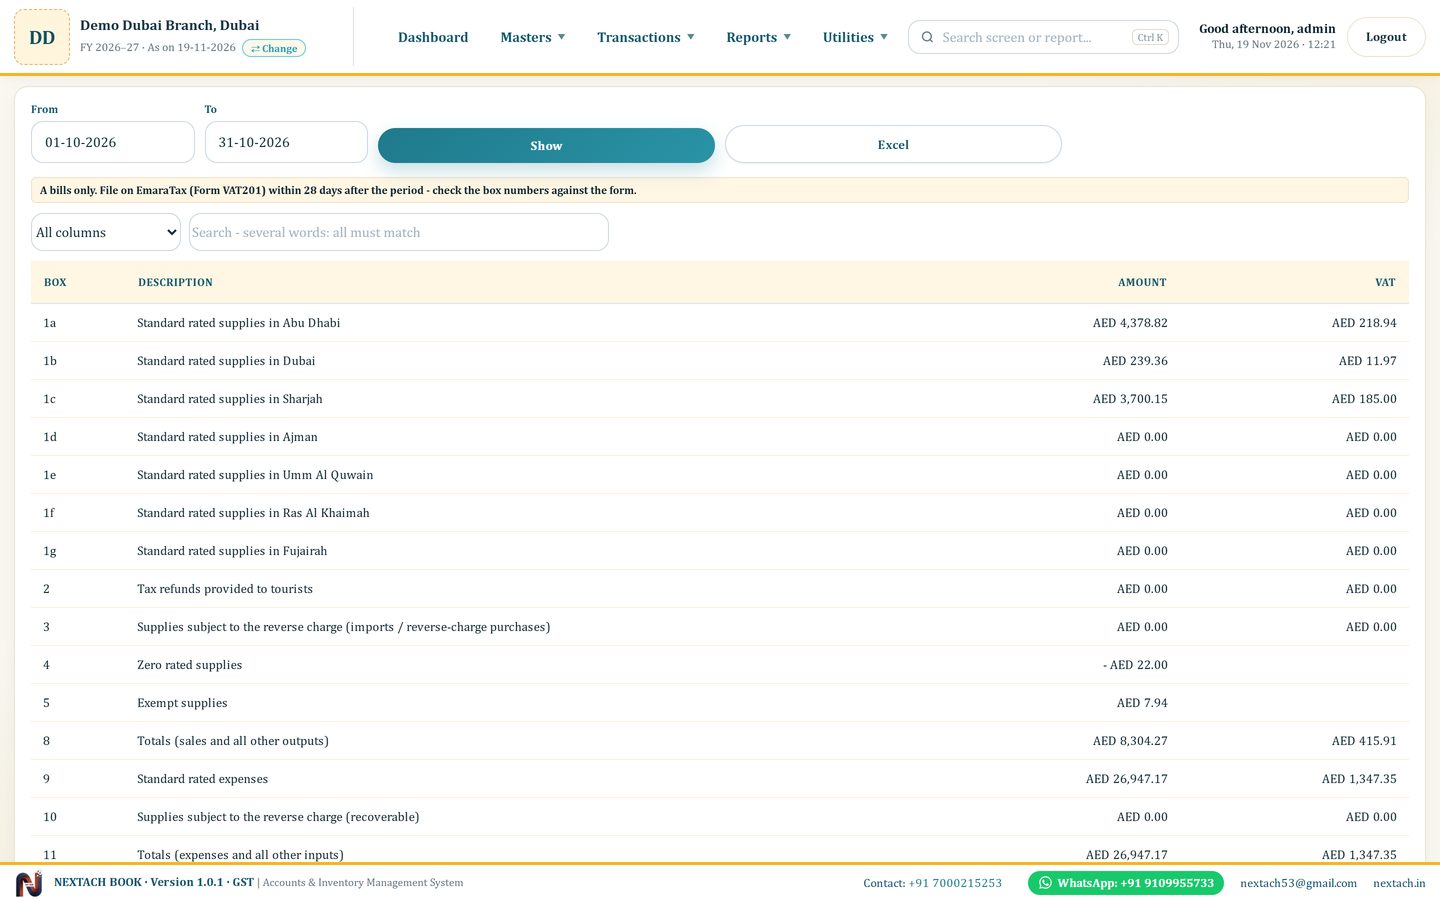 DD
Demo Dubai Branch, Dubai
FY 2026–27 · As on 19-11-2026 ⇄ Change
Dashboard Masters ▼ Transactions ▼ Reports ▼ Utilities ▼
Search screen or report... Ctrl K
Good afternoon, admin
Thu, 19 Nov 2026 · 12:21
Logout
From To
01-10-2026 31-10-2026 Show Excel
A bills only. File on EmaraTax (Form VAT201) within 28 days after the period - check the box numbers against the form.
All columns Search - several words: all must match
BOX DESCRIPTION AMOUNT VAT
1a Standard rated supplies in Abu Dhabi AED 4,378.82 AED 218.94
1b Standard rated supplies in Dubai AED 239.36 AED 11.97
1c Standard rated supplies in Sharjah AED 3,700.15 AED 185.00
1d Standard rated supplies in Ajman AED 0.00 AED 0.00
1e Standard rated supplies in Umm Al Quwain AED 0.00 AED 0.00
1f Standard rated supplies in Ras Al Khaimah AED 0.00 AED 0.00
1g Standard rated supplies in Fujairah AED 0.00 AED 0.00
2 Tax refunds provided to tourists AED 0.00 AED 0.00
3 Supplies subject to the reverse charge (imports / reverse-charge purchases) AED 0.00 AED 0.00
4 Zero rated supplies - AED 22.00
5 Exempt supplies AED 7.94
8 Totals (sales and all other outputs) AED 8,304.27 AED 415.91
9 Standard rated expenses AED 26,947.17 AED 1,347.35
10 Supplies subject to the reverse charge (recoverable) AED 0.00 AED 0.00
11 Totals (expenses and all other inputs) AED 26,947.17 AED 1,347.35
NEXTACH BOOK · Version 1.0.1 · GST | Accounts & Inventory Management System Contact: +91 7000215253 WhatsApp: +91 9109955733 nextach53@gmail.com nextach.in